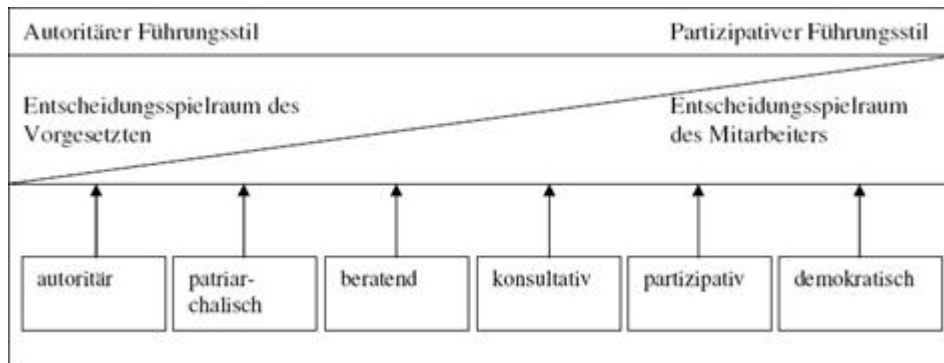 Autoritärer Führungsstil
Partizipativer Führungsstil
Entscheidungsspielraum des
Vorgesetzten
Entscheidungsspielraum
des Mitarbeiters
autoritär
patriar-
chalisch
beratend
konsultativ
partizipativ
demokratisch